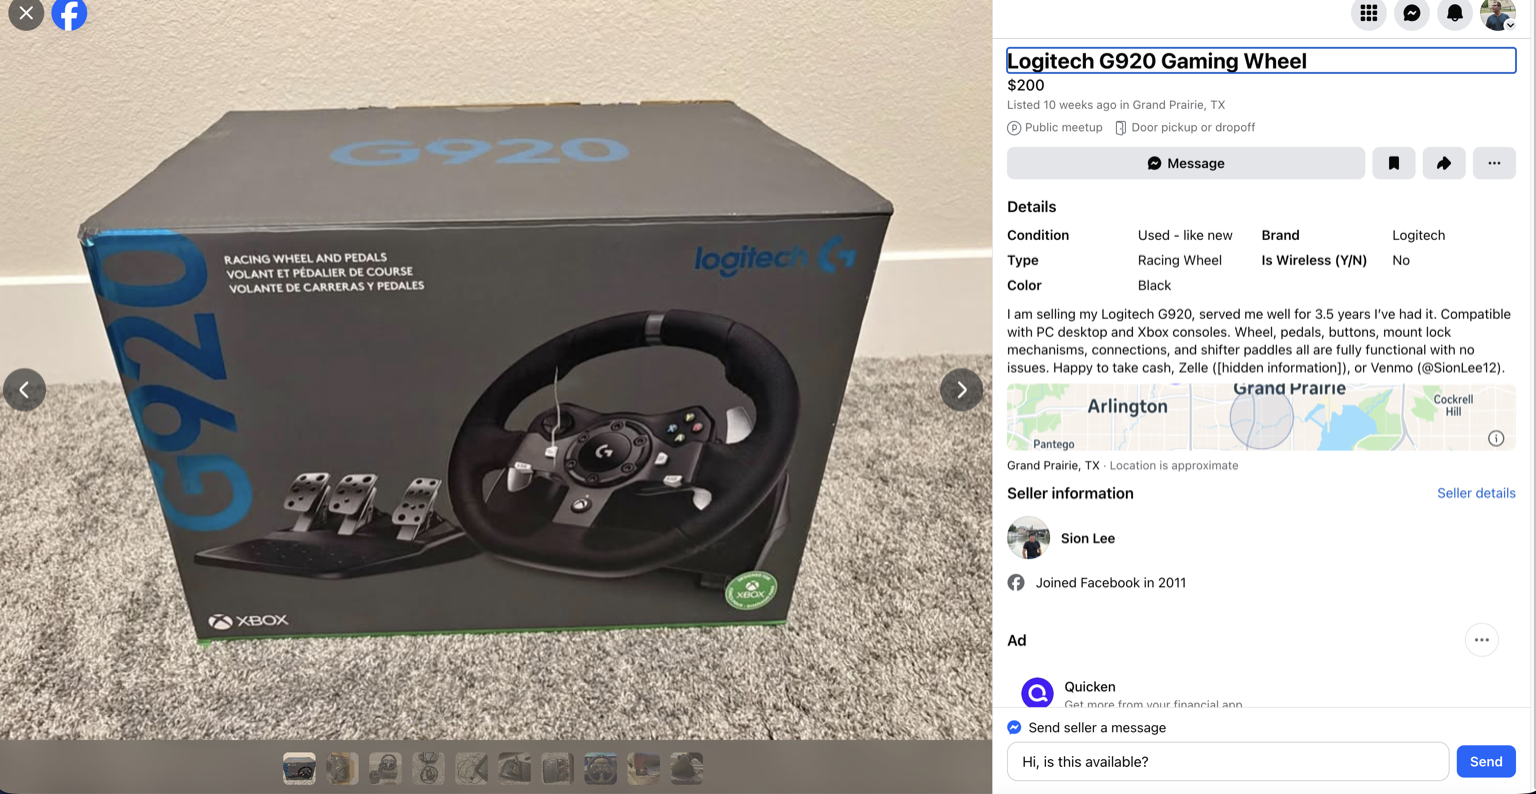 G920
G920
RACING WHEEL AND PEDALS
VOLANT ET PÉDALIER DE COURSE
VOLANTE DE CARRERAS Y PEDALES
logitech G
XBOX
XBOX
Logitech G920 Gaming Wheel
$200
Listed 10 weeks ago in Grand Prairie, TX
Public meetup Door pickup or dropoff
Message
Details
Condition Used - like new Brand Logitech
Type Racing Wheel Is Wireless (Y/N) No
Color Black
I am selling my Logitech G920, served me well for 3.5 years I've had it. Compatible
with PC desktop and Xbox consoles. Wheel, pedals, buttons, mount lock
mechanisms, connections, and shifter paddles all are fully functional with no
issues. Happy to take cash, Zelle ([hidden information]), or Venmo (@SionLee12).
Grand Prairie
Arlington
Cockrell
Hill
Pantego
Grand Prairie, TX · Location is approximate
Seller information Seller details
Sion Lee
Joined Facebook in 2011
Ad
Quicken
Get more from your financial app
Send seller a message
Hi, is this available?
Send